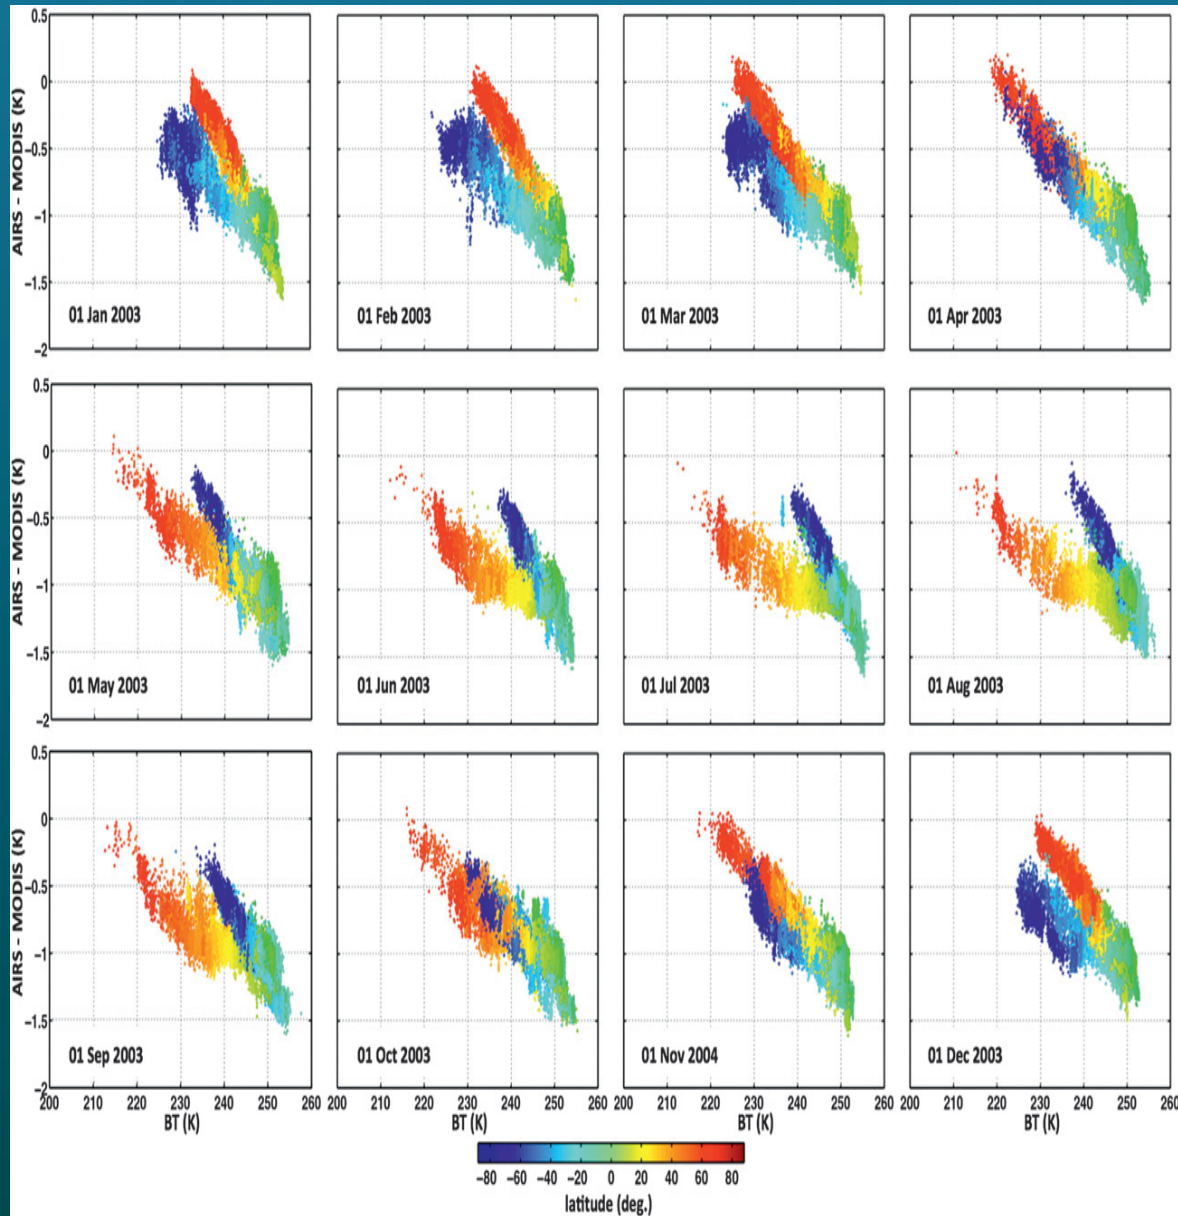 0.5
0
−0.5
−1
−1.5
−2
AIRS - MODIS (K)
01 Jan 2003
01 Feb 2003
01 Mar 2003
01 Apr 2003
0.5
0
−0.5
−1
−1.5
−2
AIRS - MODIS (K)
01 May 2003
01 Jun 2003
01 Jul 2003
01 Aug 2003
0.5
0
−0.5
−1
−1.5
−2
AIRS - MODIS (K)
01 Sep 2003
01 Oct 2003
01 Nov 2004
01 Dec 2003
200 210 220 230 240 250 260 200 210 220 230 240 250 260 200 210 220 230 240 250 260 200 210 220 230 240 250 260
BT (K) BT (K) BT (K) BT (K)
−80 −60 −40 −20 0 20 40 60 80
latitude (deg.)